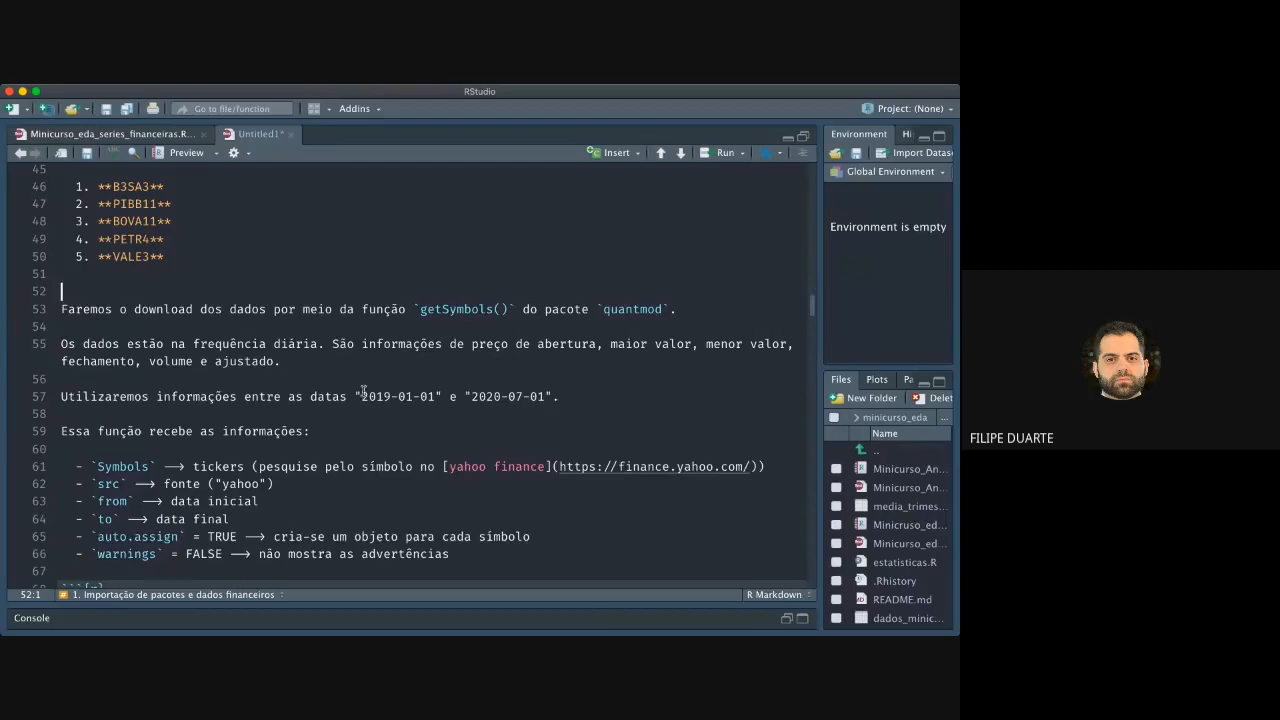 RStudio
Go to file/function
Addins
Project: (None)
Minicurso_eda_series_financeiras.R...
Untitled1*
Preview
Insert
Run
45
46 1. **B3SA3**
47 2. **PIBB11**
48 3. **BOVA11**
49 4. **PETR4**
50 5. **VALE3**
51
52
53 Faremos o download dos dados por meio da função `getSymbols()` do pacote `quantmod`.
54
55 Os dados estão na frequência diária. São informações de preço de abertura, maior valor, menor valor,
fechamento, volume e ajustado.
56
57 Utilizaremos informações entre as datas "2019-01-01" e "2020-07-01".
58
59 Essa função recebe as informações:
60
61 - `Symbols` --> tickers (pesquise pelo símbolo no [yahoo finance](https://finance.yahoo.com/))
62 - `src` --> fonte ("yahoo")
63 - `from` --> data inicial
64 - `to` --> data final
65 - `auto.assign` = TRUE --> cria-se um objeto para cada símbolo
66 - `warnings` = FALSE --> não mostra as advertências
67
52:1
1. Importação de pacotes e dados financeiros
R Markdown
Console
Environment
Hi
Import Datas
Global Environment
Environment is empty
Files
Plots
Pa
New Folder
Delet
minicurso_eda
...
Name
..
Minicurso_An...
Minicurso_An...
media_trimes...
Minicruso_ed...
Minicurso_ed...
estatisticas.R
.Rhistory
README.md
dados_minic...
FILIPE DUARTE